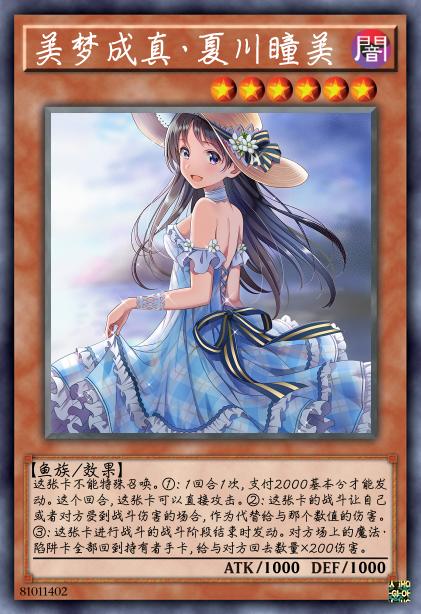 美梦成真·夏川瞳美
闇
【鱼族/效果】
这张卡不能特殊召唤。①：1回合1次，支付2000基本分才能发
动。这个回合，这张卡可以直接攻击。②：这张卡的战斗让自己
或者对方受到战斗伤害的场合，作为代替给与那个数值的伤害。
③：这张卡进行战斗的战斗阶段结束时发动。对方场上的魔法·
陷阱卡全部回到持有者手卡，给与对方回去数量×200伤害。
ATK/1000 DEF/1000
81011402